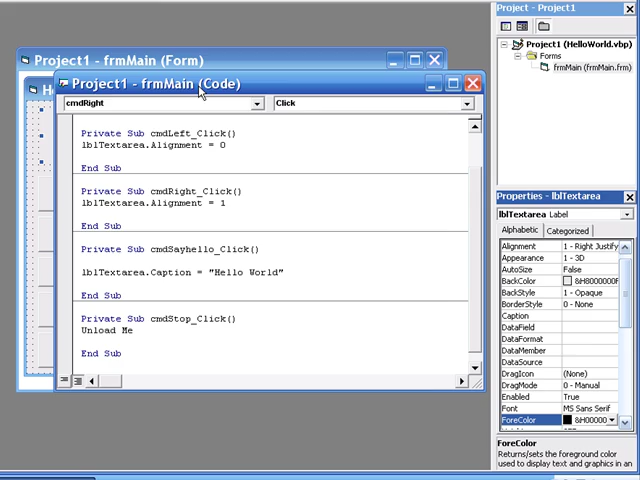 Project1 - frmMain (Form)
Project1 - frmMain (Code)
cmdRight
Click
Private Sub cmdLeft_Click()
lblTextarea.Alignment = 0
End Sub
Private Sub cmdRight_Click()
lblTextarea.Alignment = 1
End Sub
Private Sub cmdSayhello_Click()
lblTextarea.Caption = "Hello World"
End Sub
Private Sub cmdStop_Click()
Unload Me
End Sub
Project - Project1
Project1 (HelloWorld.vbp)
Forms
frmMain (frmMain.frm)
Properties - lblTextarea
lblTextarea Label
Alphabetic
Categorized
Alignment 1 - Right Justify
Appearance 1 - 3D
AutoSize False
BackColor &H8000000F
BackStyle 1 - Opaque
BorderStyle 0 - None
Caption
DataField
DataFormat
DataMember
DataSource
DragIcon (None)
DragMode 0 - Manual
Enabled True
Font MS Sans Serif
ForeColor &H00000
ForeColor
Returns/sets the foreground color
used to display text and graphics in an